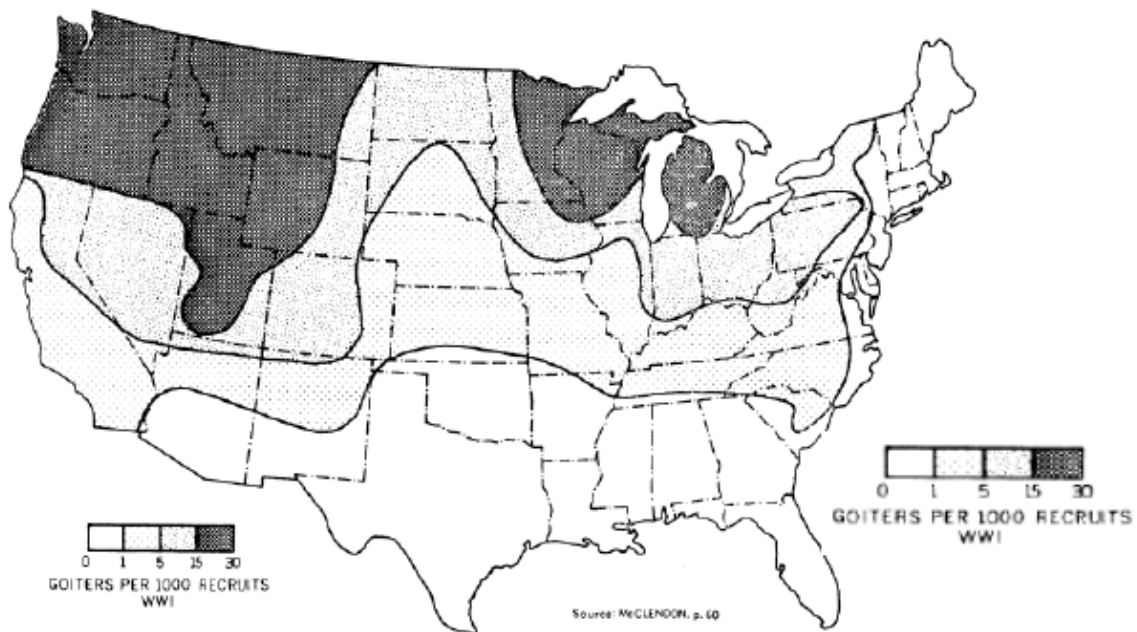 0 1 5 15 30
GOITERS PER 1000 RECRUITS
WWI
0 1 5 15 30
GOITERS PER 1000 RECRUITS
WWI
Source: McCLENDON, p. 60